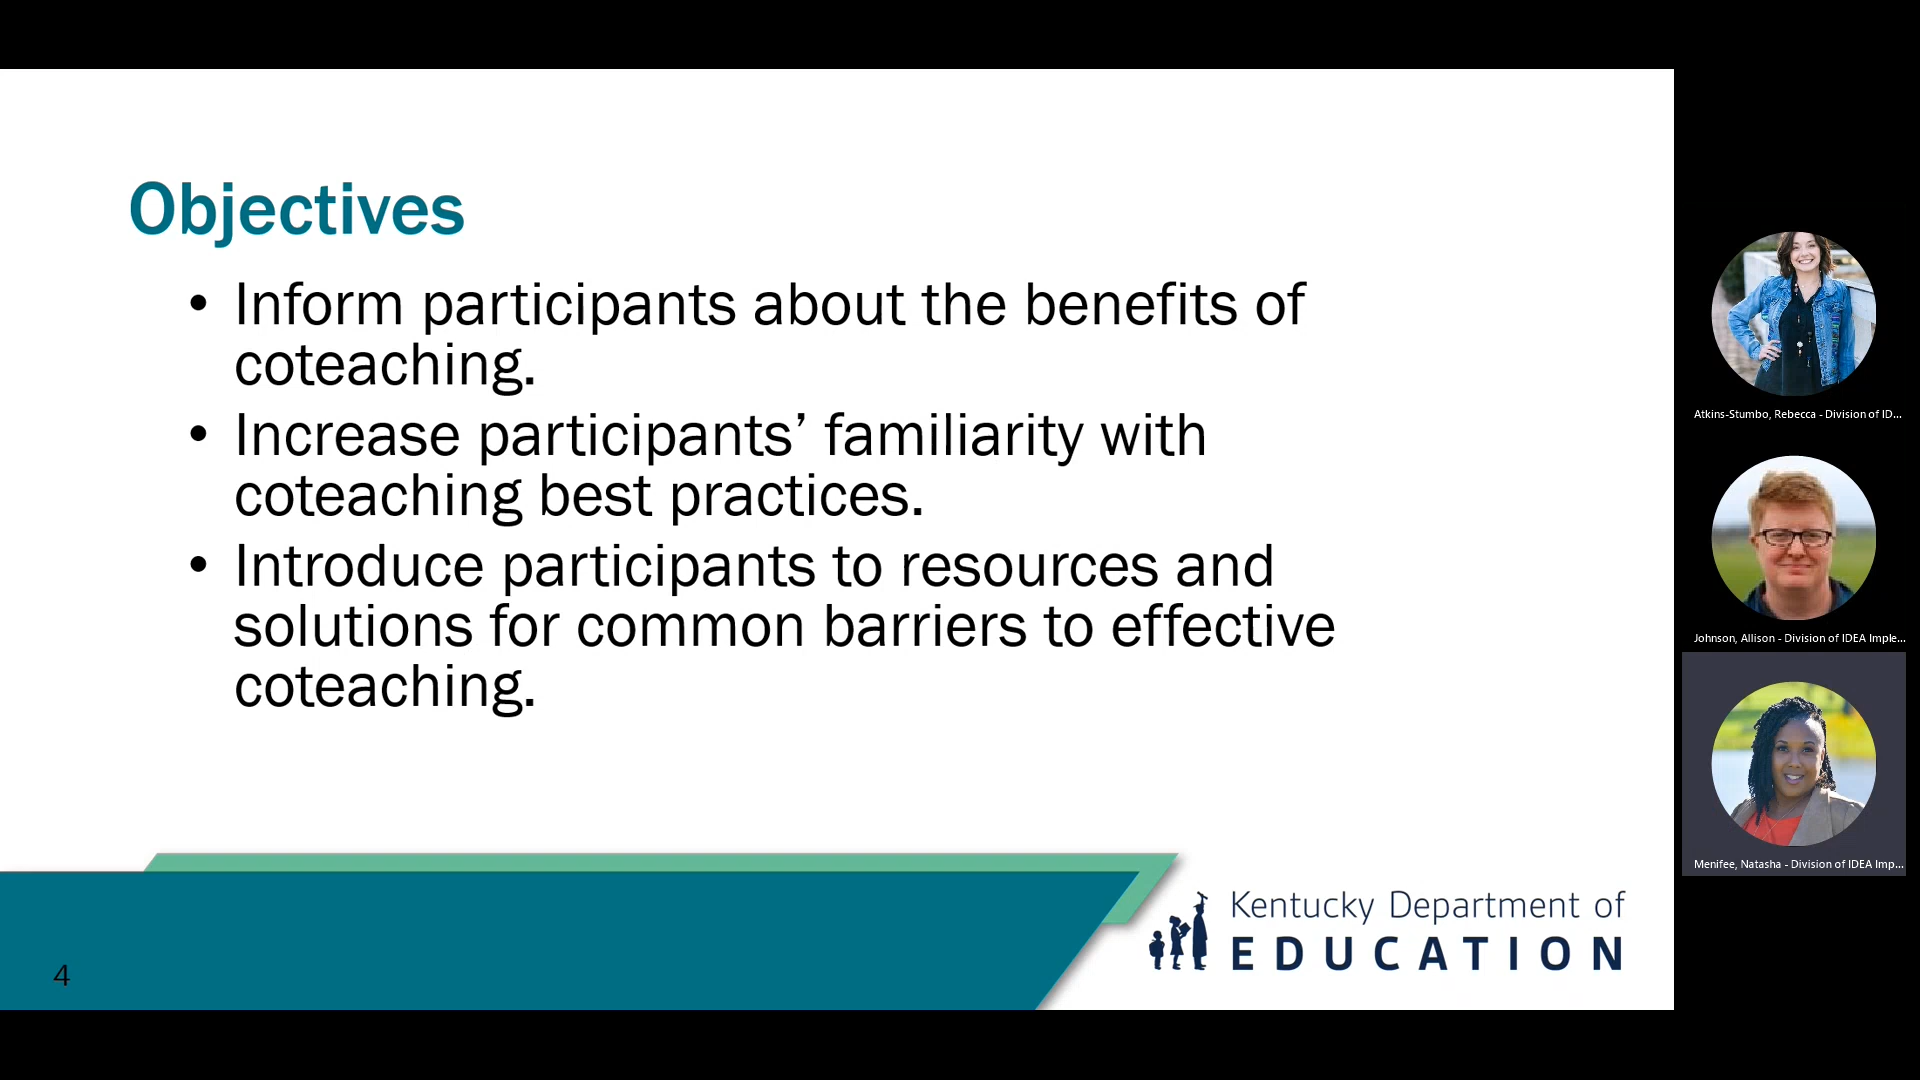 Objectives
• Inform participants about the benefits of
coteaching.
• Increase participants’ familiarity with
coteaching best practices.
• Introduce participants to resources and
solutions for common barriers to effective
coteaching.
4
Kentucky Department of
EDUCATION
Atkins-Stumbo, Rebecca - Division of ID...
Johnson, Allison - Division of IDEA Imple...
Menifee, Natasha - Division of IDEA Imp...